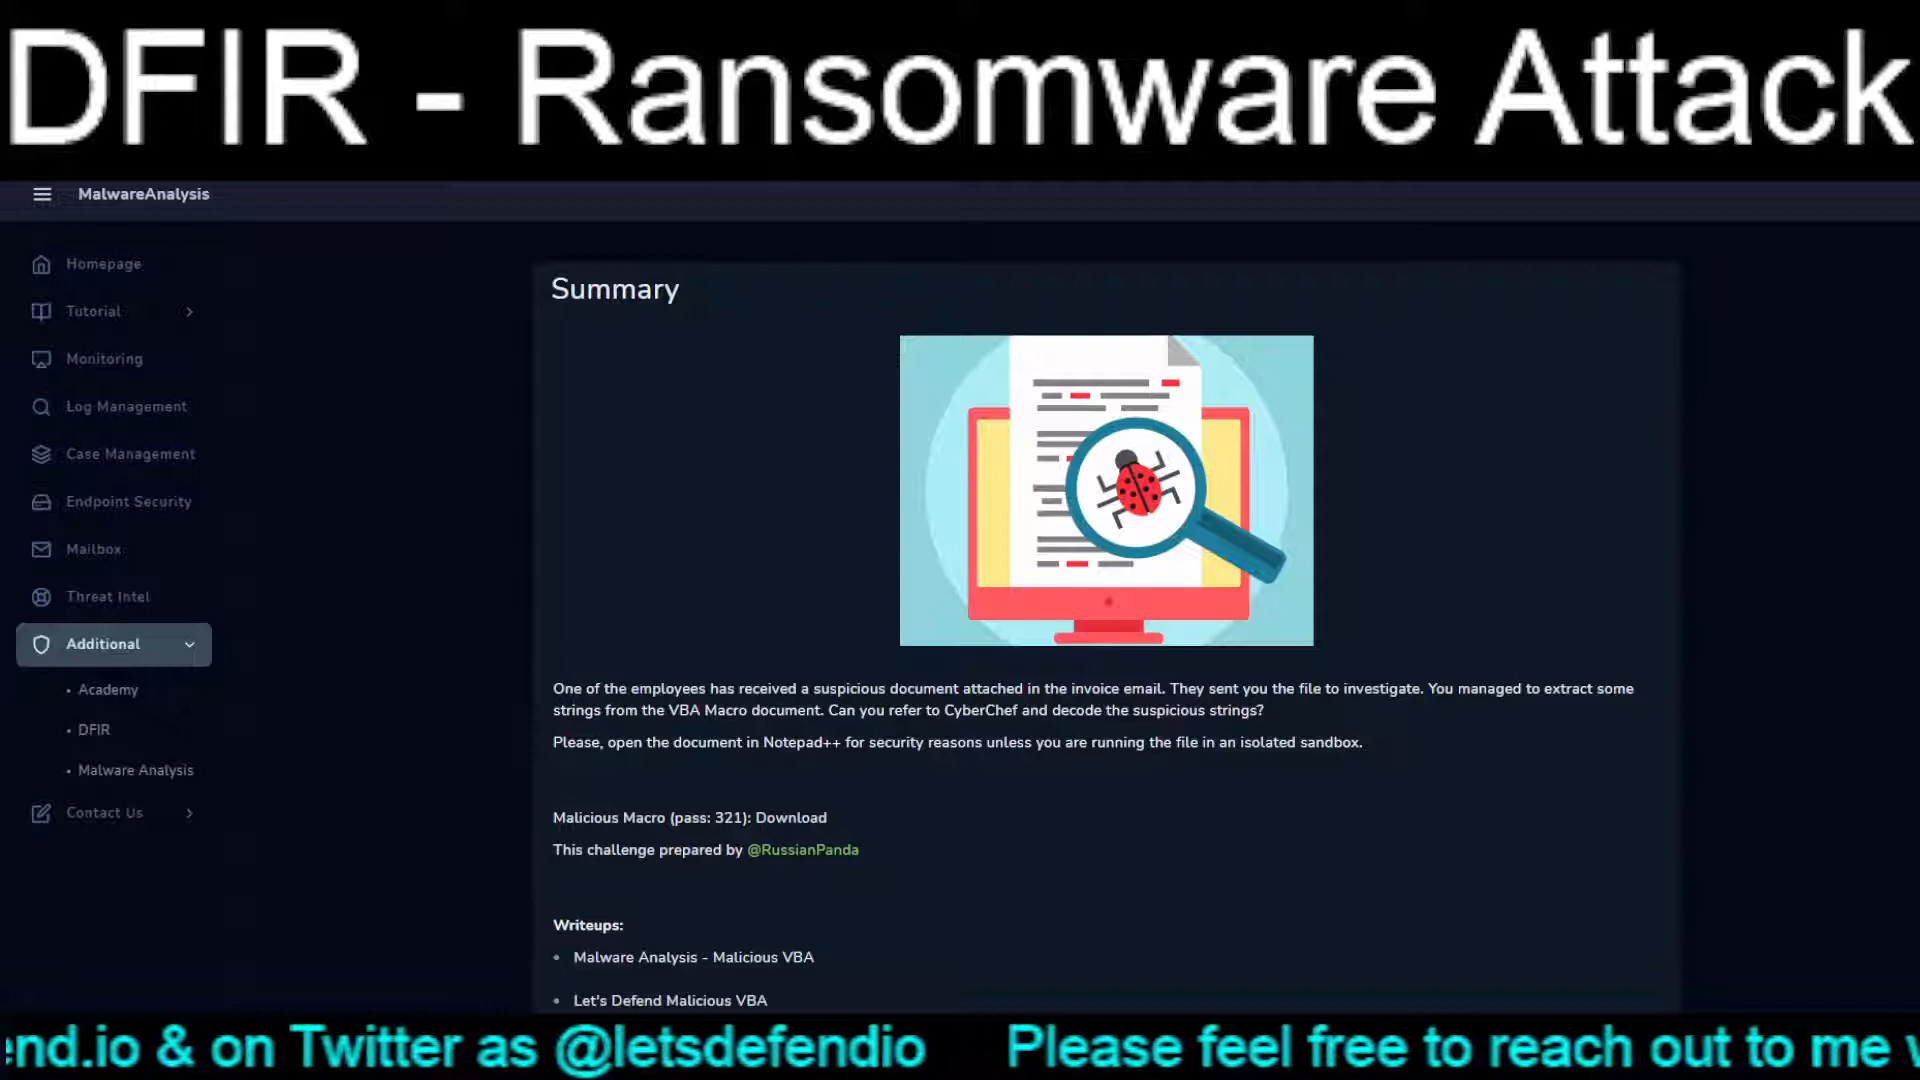 DFIR - Ransomware Attack
MalwareAnalysis
Homepage
Tutorial
Monitoring
Log Management
Case Management
Endpoint Security
Mailbox
Threat Intel
Additional
Academy
DFIR
Malware Analysis
Contact Us
Summary
One of the employees has received a suspicious document attached in the invoice email. They sent you the file to investigate. You managed to extract some
strings from the VBA Macro document. Can you refer to CyberChef and decode the suspicious strings?
Please, open the document in Notepad++ for security reasons unless you are running the file in an isolated sandbox.
Malicious Macro (pass: 321): Download
This challenge prepared by @RussianPanda
Writeups:
Malware Analysis - Malicious VBA
Let's Defend Malicious VBA
end.io & on Twitter as @letsdefendio Please feel free to reach out to me